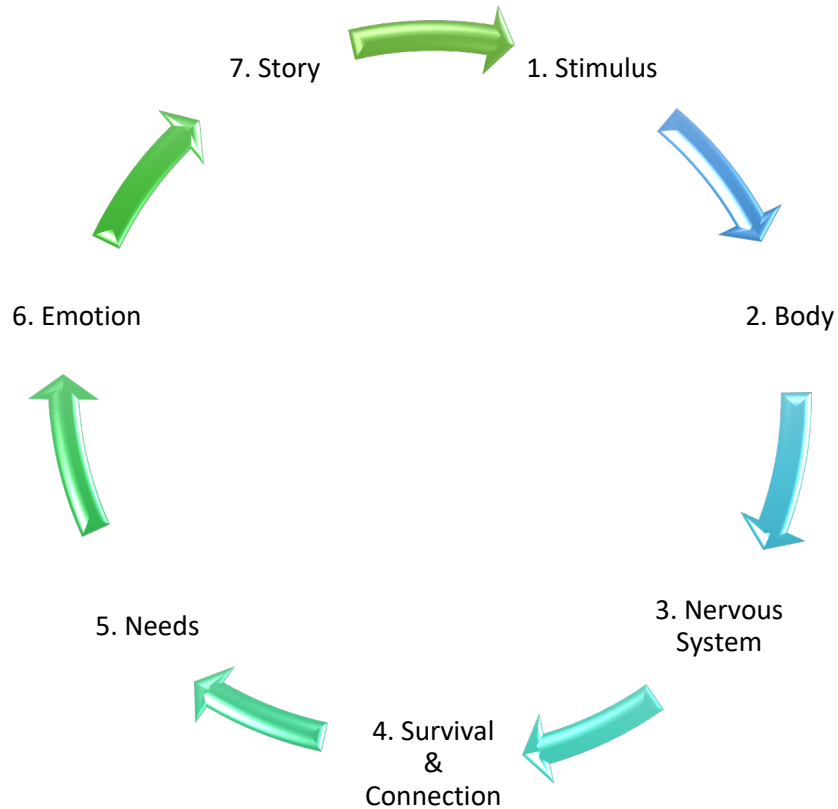 1. Stimulus
2. Body
3. Nervous
System
4. Survival
&
Connection
5. Needs
6. Emotion
7. Story